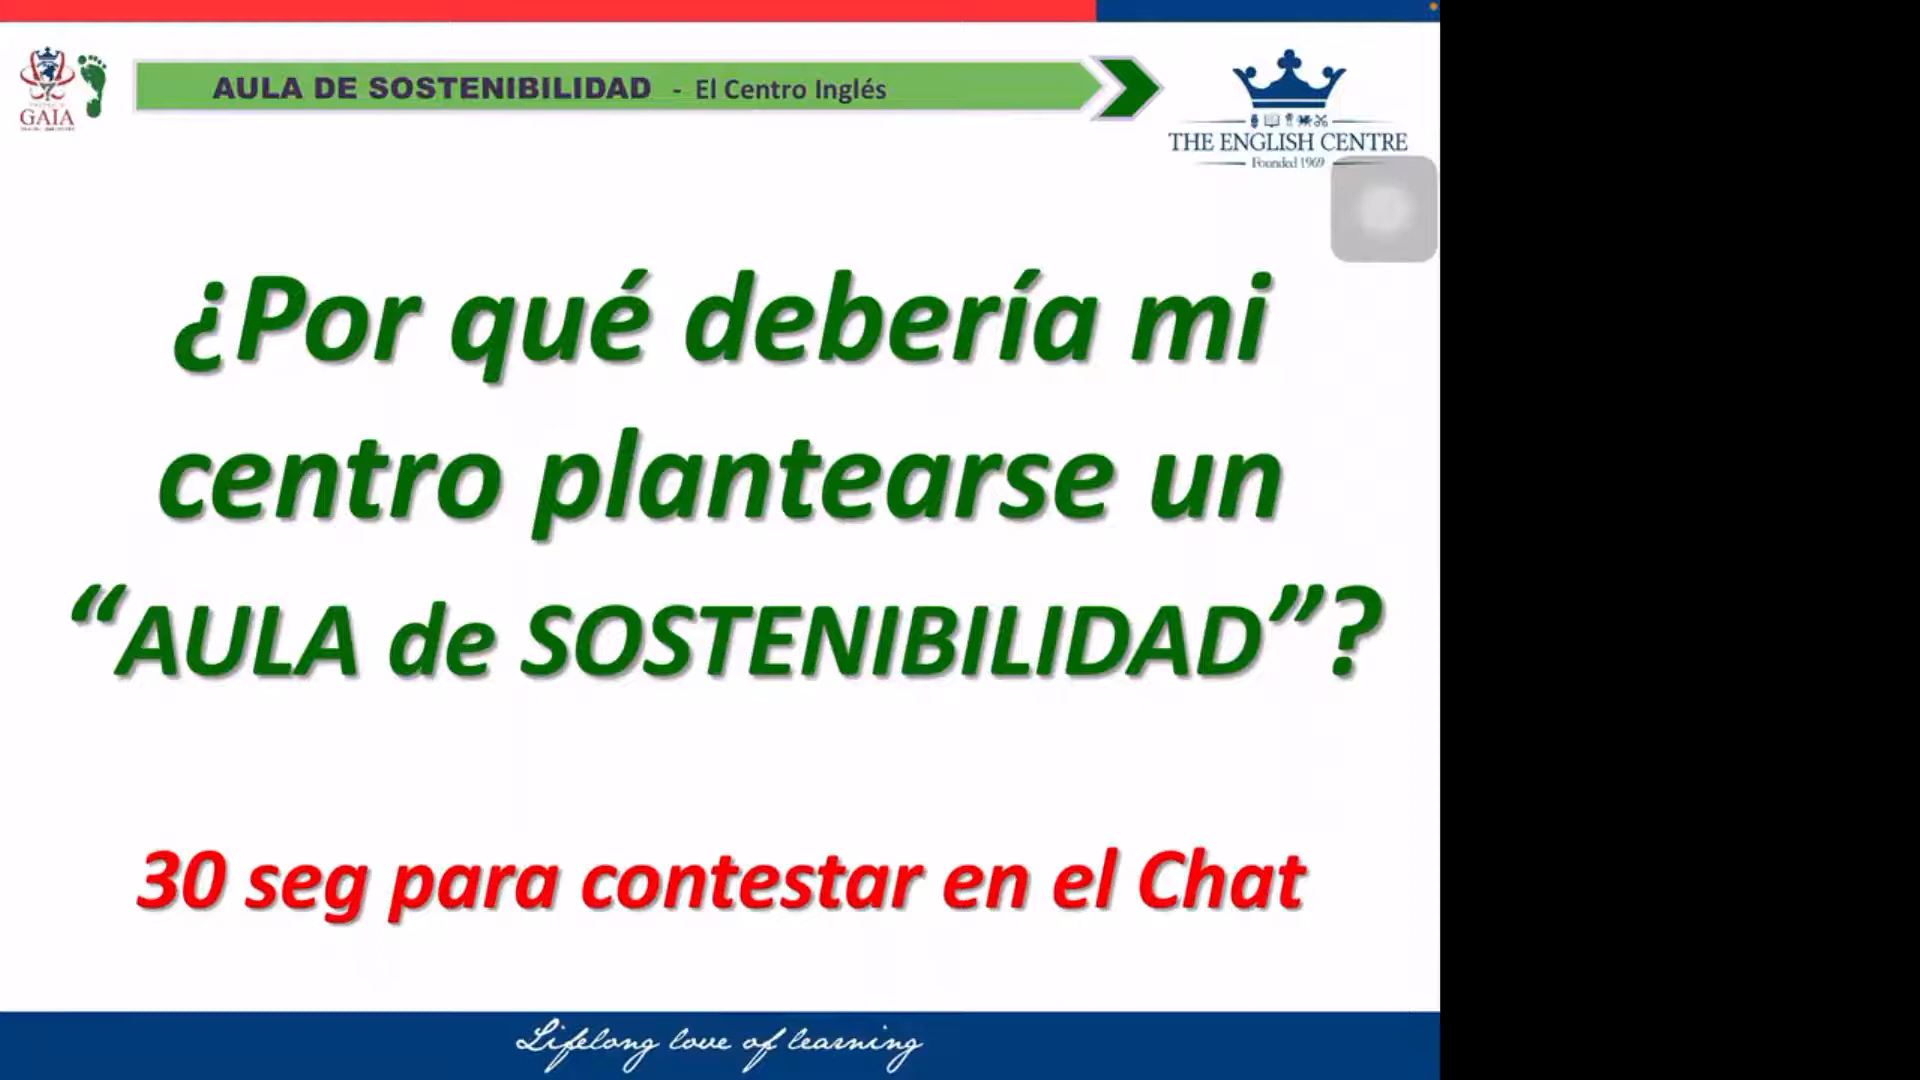 AULA DE SOSTENIBILIDAD - El Centro Inglés
GAIA
THE ENGLISH CENTRE
Founded 1969
¿Por qué debería mi
centro plantearse un
“AULA de SOSTENIBILIDAD”?
30 seg para contestar en el Chat
Lifelong love of learning